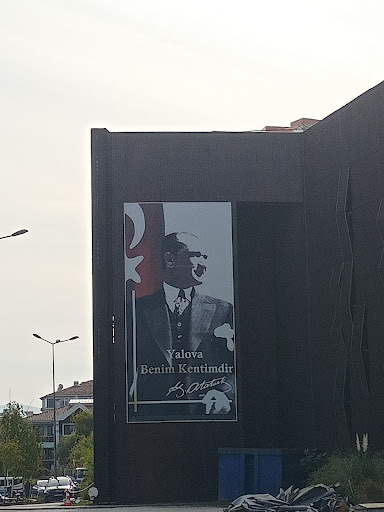 Yalova
Benim Kentimdir
K. Atatürk